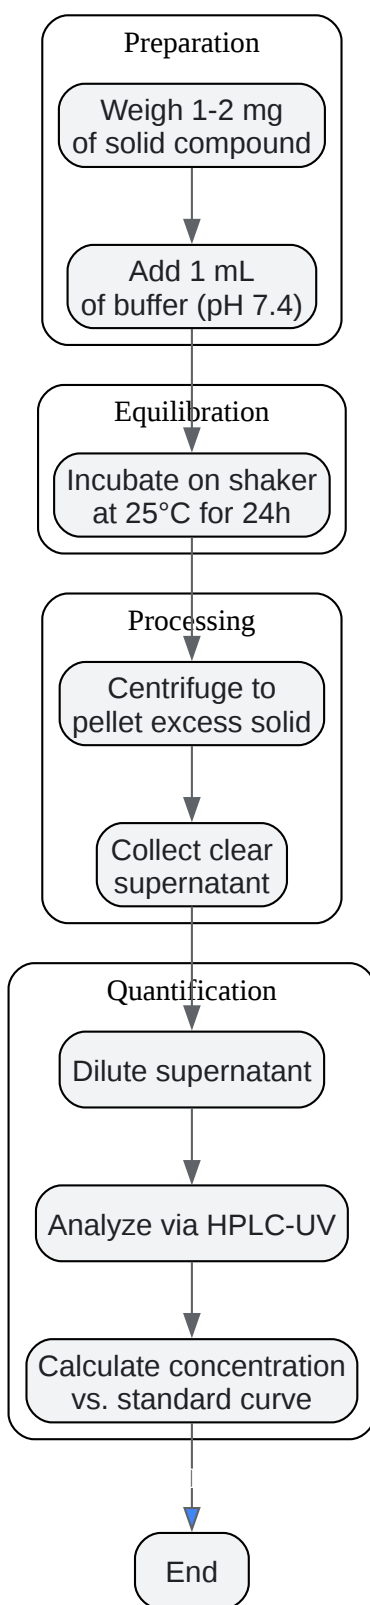 Preparation
Weigh 1-2 mg
of solid compound
Add 1 mL
of buffer (pH 7.4)
Equilibration
Incubate on shaker
at 25°C for 24h
Processing
Centrifuge to
pellet excess solid
Collect clear
supernatant
Quantification
Dilute supernatant
Analyze via HPLC-UV
Calculate concentration
vs. standard curve
End